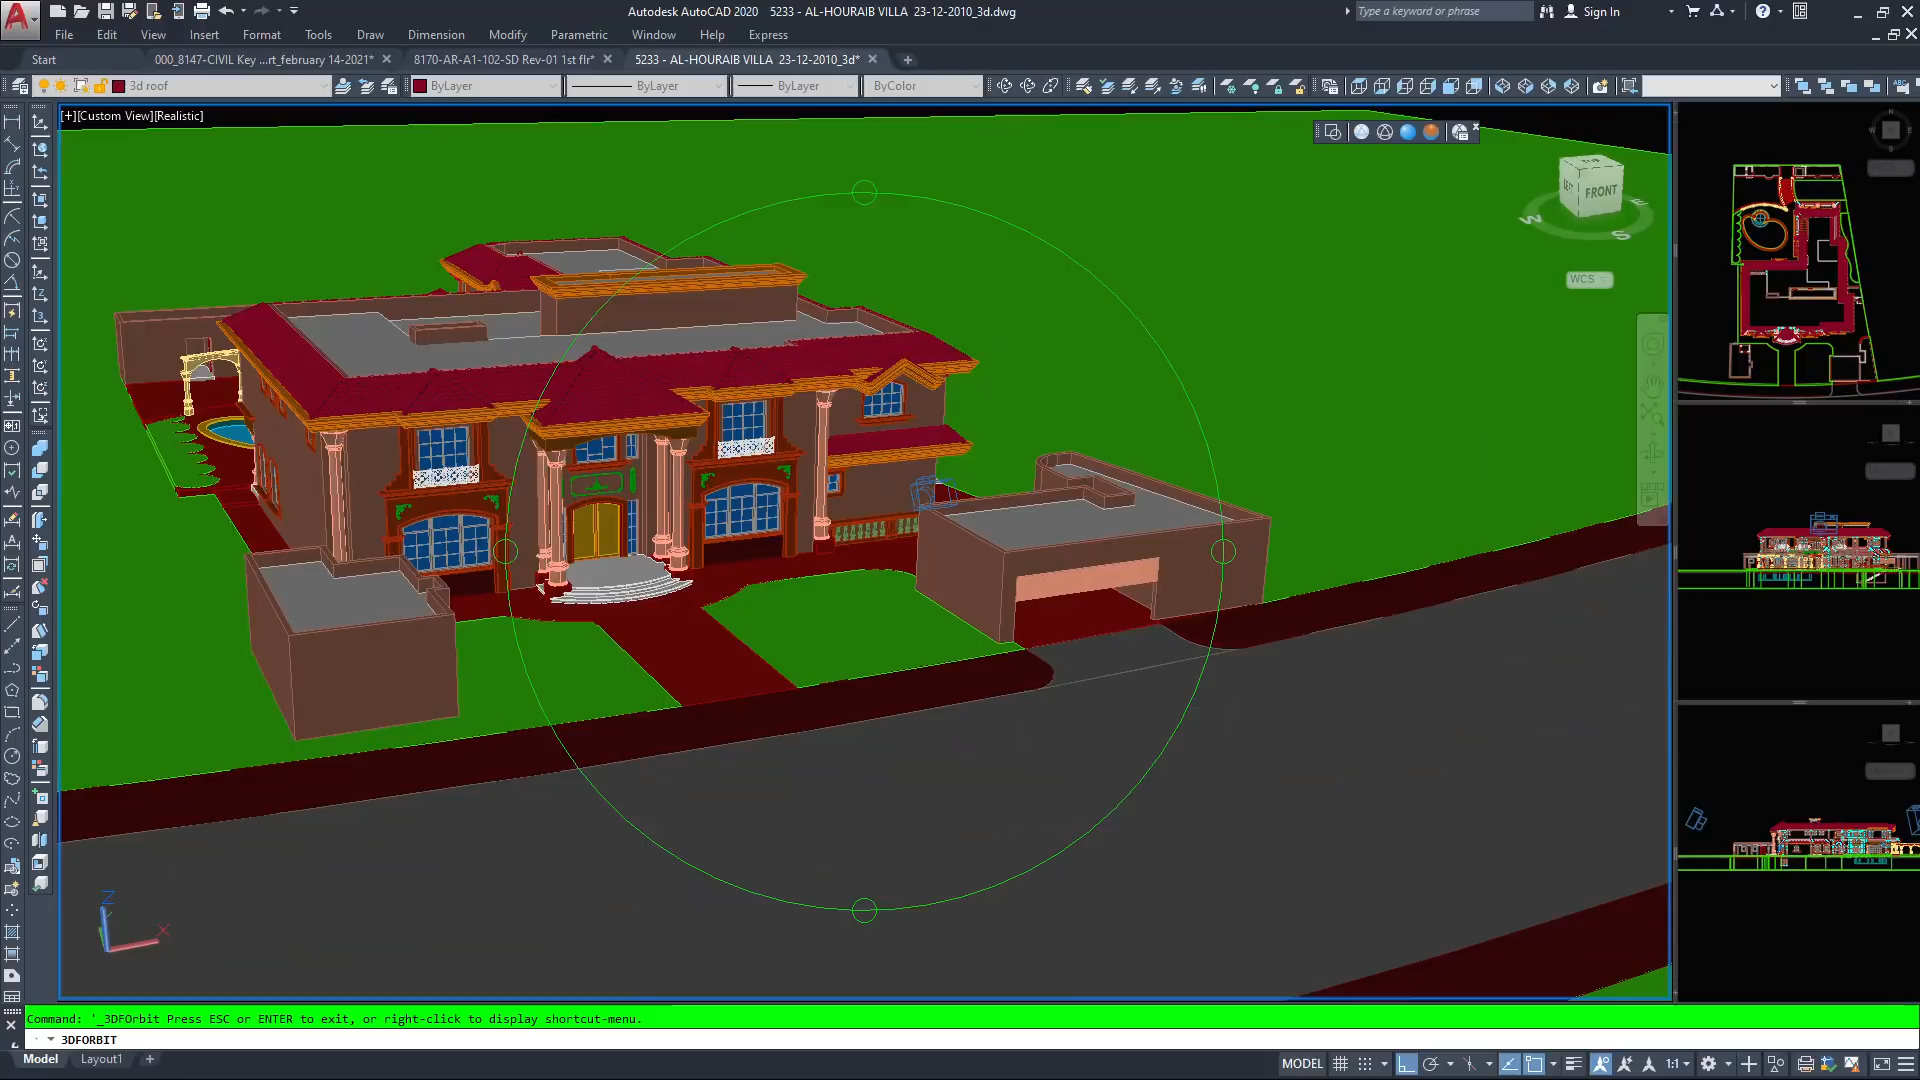 Autodesk AutoCAD 2020 5233 - AL-HOURAIB VILLA 23-12-2010_3d.dwg
Type a keyword or phrase
Sign In
File Edit View Insert Format Tools Draw Dimension Modify Parametric Window Help Express
Start
000_8147-CIVIL Key ...rt_february 14-2021*
8170-AR-A1-102-SD Rev-01 1st flr*
5233 - AL-HOURAIB VILLA 23-12-2010_3d*
3d roof
ByLayer
ByLayer
ByLayer
ByColor
[+][Custom View][Realistic]
FRONT
W
S
WCS
Z
X
Command: '_3DFOrbit Press ESC or ENTER to exit, or right-click to display shortcut-menu.
3DFORBIT
Model Layout1 +
MODEL
1:1